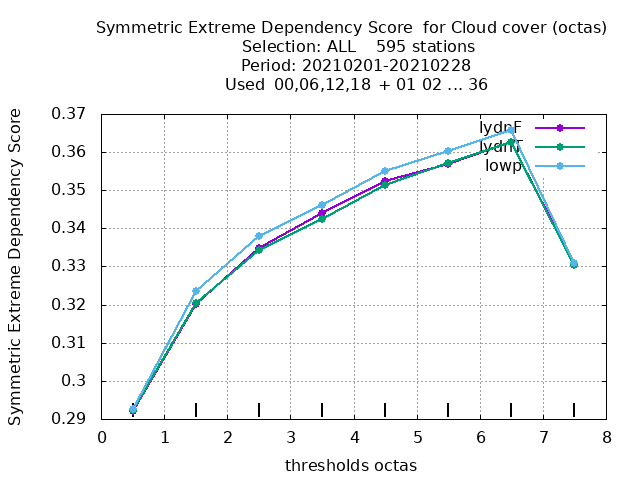 Symmetric Extreme Dependency Score for Cloud cover (octas)
Selection: ALL 595 stations
Period: 20210201-20210228
Used 00,06,12,18 + 01 02 ... 36
Symmetric Extreme Dependency Score
0.37
0.36
0.35
0.34
0.33
0.32
0.31
0.3
0.29
lydnF
lowp
0 1 2 3 4 5 6 7 8
thresholds octas